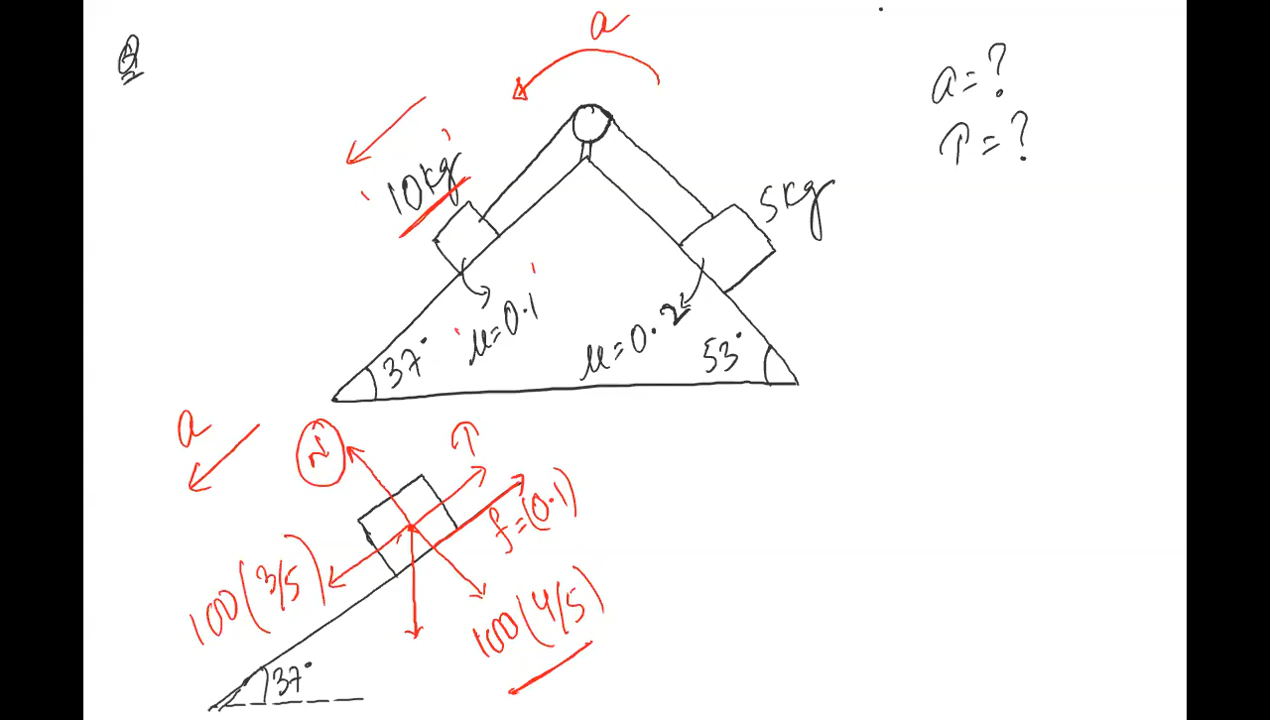 Q
a
a = ?
T = ?
10kg
5kg
μ=0.1
μ=0.2
37°
53°
a
N
T
f=(0.1)
100(3/5)
100(4/5)
37°